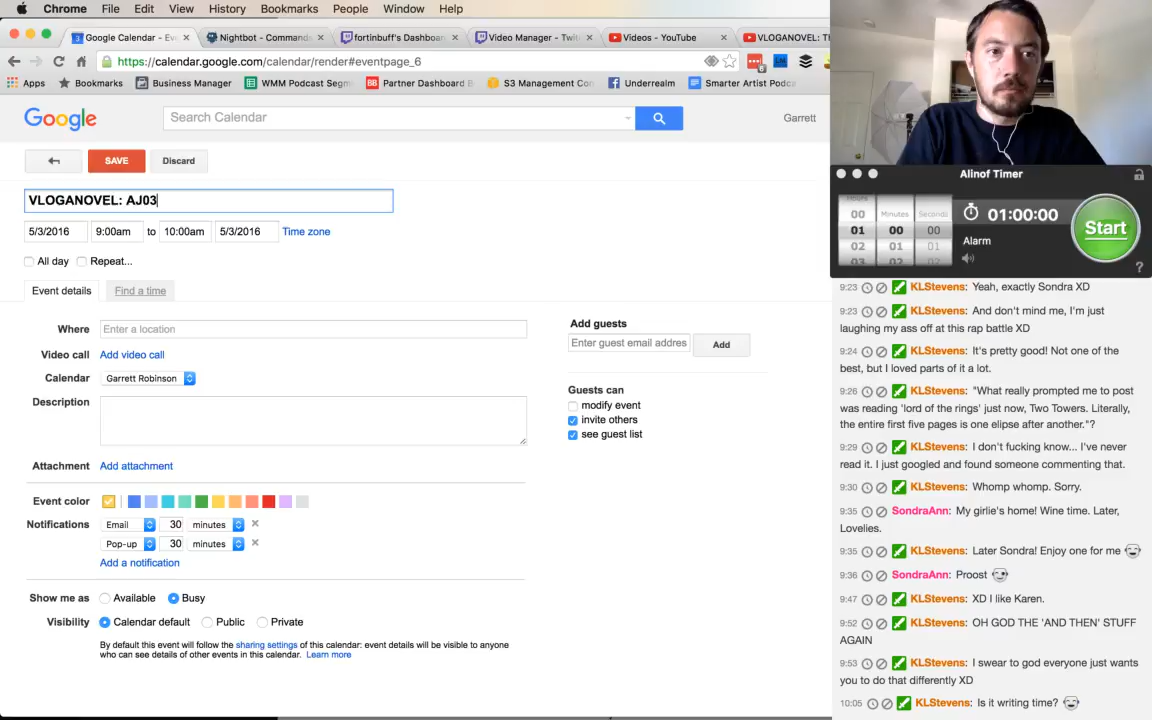 Chrome File Edit View History Bookmarks People Window Help
Google Calendar - Eve
Nightbot - Command
fortinbuff's Dashboar
Video Manager - Twit
Videos - YouTube
VLOGANOVEL: Th
https://calendar.google.com/calendar/render#eventpage_6
Apps Bookmarks Business Manager WMM Podcast Segm Partner Dashboard S3 Management Con Underrealm Smarter Artist Podc
Google
Search Calendar
Garrett
SAVE
Discard
VLOGANOVEL: AJ03
5/3/2016 9:00am to 10:00am 5/3/2016 Time zone
All day Repeat...
Event details Find a time
Where Enter a location
Video call Add video call
Calendar Garrett Robinson
Description
Attachment Add attachment
Event color
Notifications Email 30 minutes
Pop-up 30 minutes
Add a notification
Show me as Available Busy
Visibility Calendar default Public Private
By default this event will follow the sharing settings of this calendar: event details will be visible to anyone
who can see details of other events in this calendar. Learn more
Add guests
Enter guest email address
Add
Guests can
modify event
invite others
see guest list
Alinof Timer
Hours Minutes Seconds
00
01 00 00
02 01 01
03 02 02
01:00:00
Alarm
Start
?
9:23 KLStevens: Yeah, exactly Sondra XD
9:23 KLStevens: And don't mind me, I'm just
laughing my ass off at this rap battle XD
9:24 KLStevens: It's pretty good! Not one of the
best, but I loved parts of it a lot.
9:26 KLStevens: "What really prompted me to post
was reading 'lord of the rings' just now, Two Towers. Literally,
the entire first five pages is one elipse after another."?
9:29 KLStevens: I don't fucking know... I've never
read it. I just googled and found someone commenting that.
9:30 KLStevens: Whomp whomp. Sorry.
9:35 SondraAnn: My girlie's home! Wine time. Later,
Lovelies.
9:35 KLStevens: Later Sondra! Enjoy one for me
9:36 SondraAnn: Proost
9:47 KLStevens: XD I like Karen.
9:52 KLStevens: OH GOD THE 'AND THEN' STUFF
AGAIN
9:53 KLStevens: I swear to god everyone just wants
you to do that differently XD
10:05 KLStevens: Is it writing time?